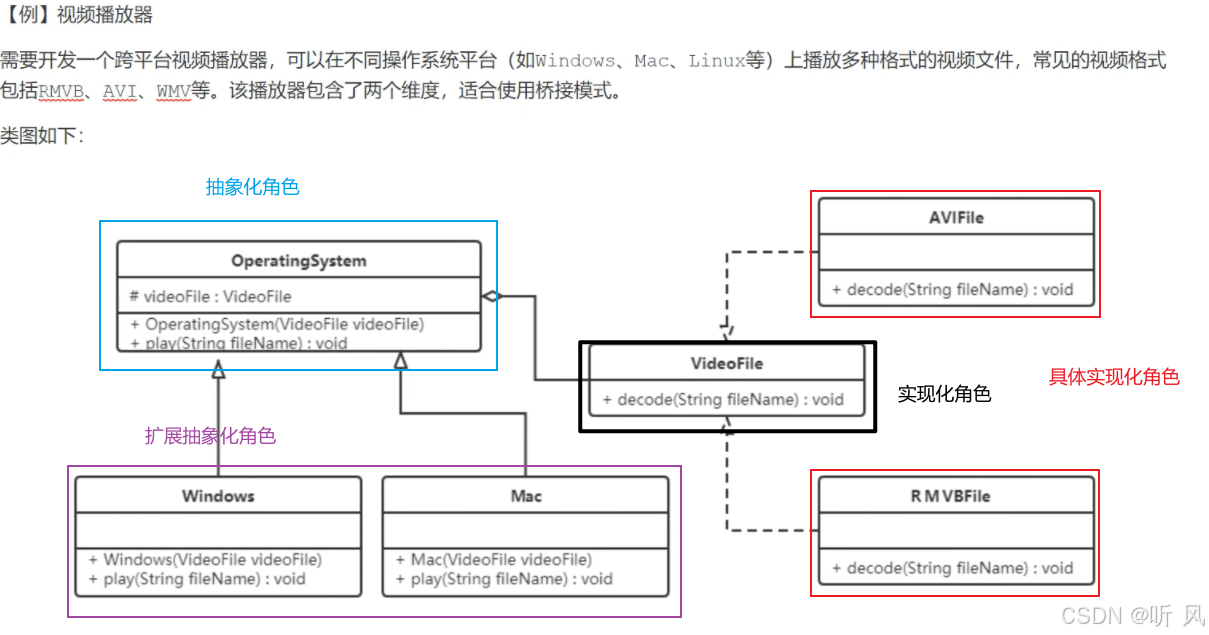 【例】视频播放器
需要开发一个跨平台视频播放器，可以在不同操作系统平台（如Windows、Mac、Linux等）上播放多种格式的视频文件，常见的视频格式
包括RMVB、AVI、WMV等。该播放器包含了两个维度，适合使用桥接模式。
类图如下：
抽象化角色
OperatingSystem
# videoFile : VideoFile
+ OperatingSystem(VideoFile videoFile)
+ play(String fileName) : void
AVIFile
+ decode(String fileName) : void
VideoFile
+ decode(String fileName) : void
实现化角色
具体实现化角色
扩展抽象化角色
Windows
+ Windows(VideoFile videoFile)
+ play(String fileName) : void
Mac
+ Mac(VideoFile videoFile)
+ play(String fileName) : void
RMVBFile
+ decode(String fileName) : void
CSDN @听 风